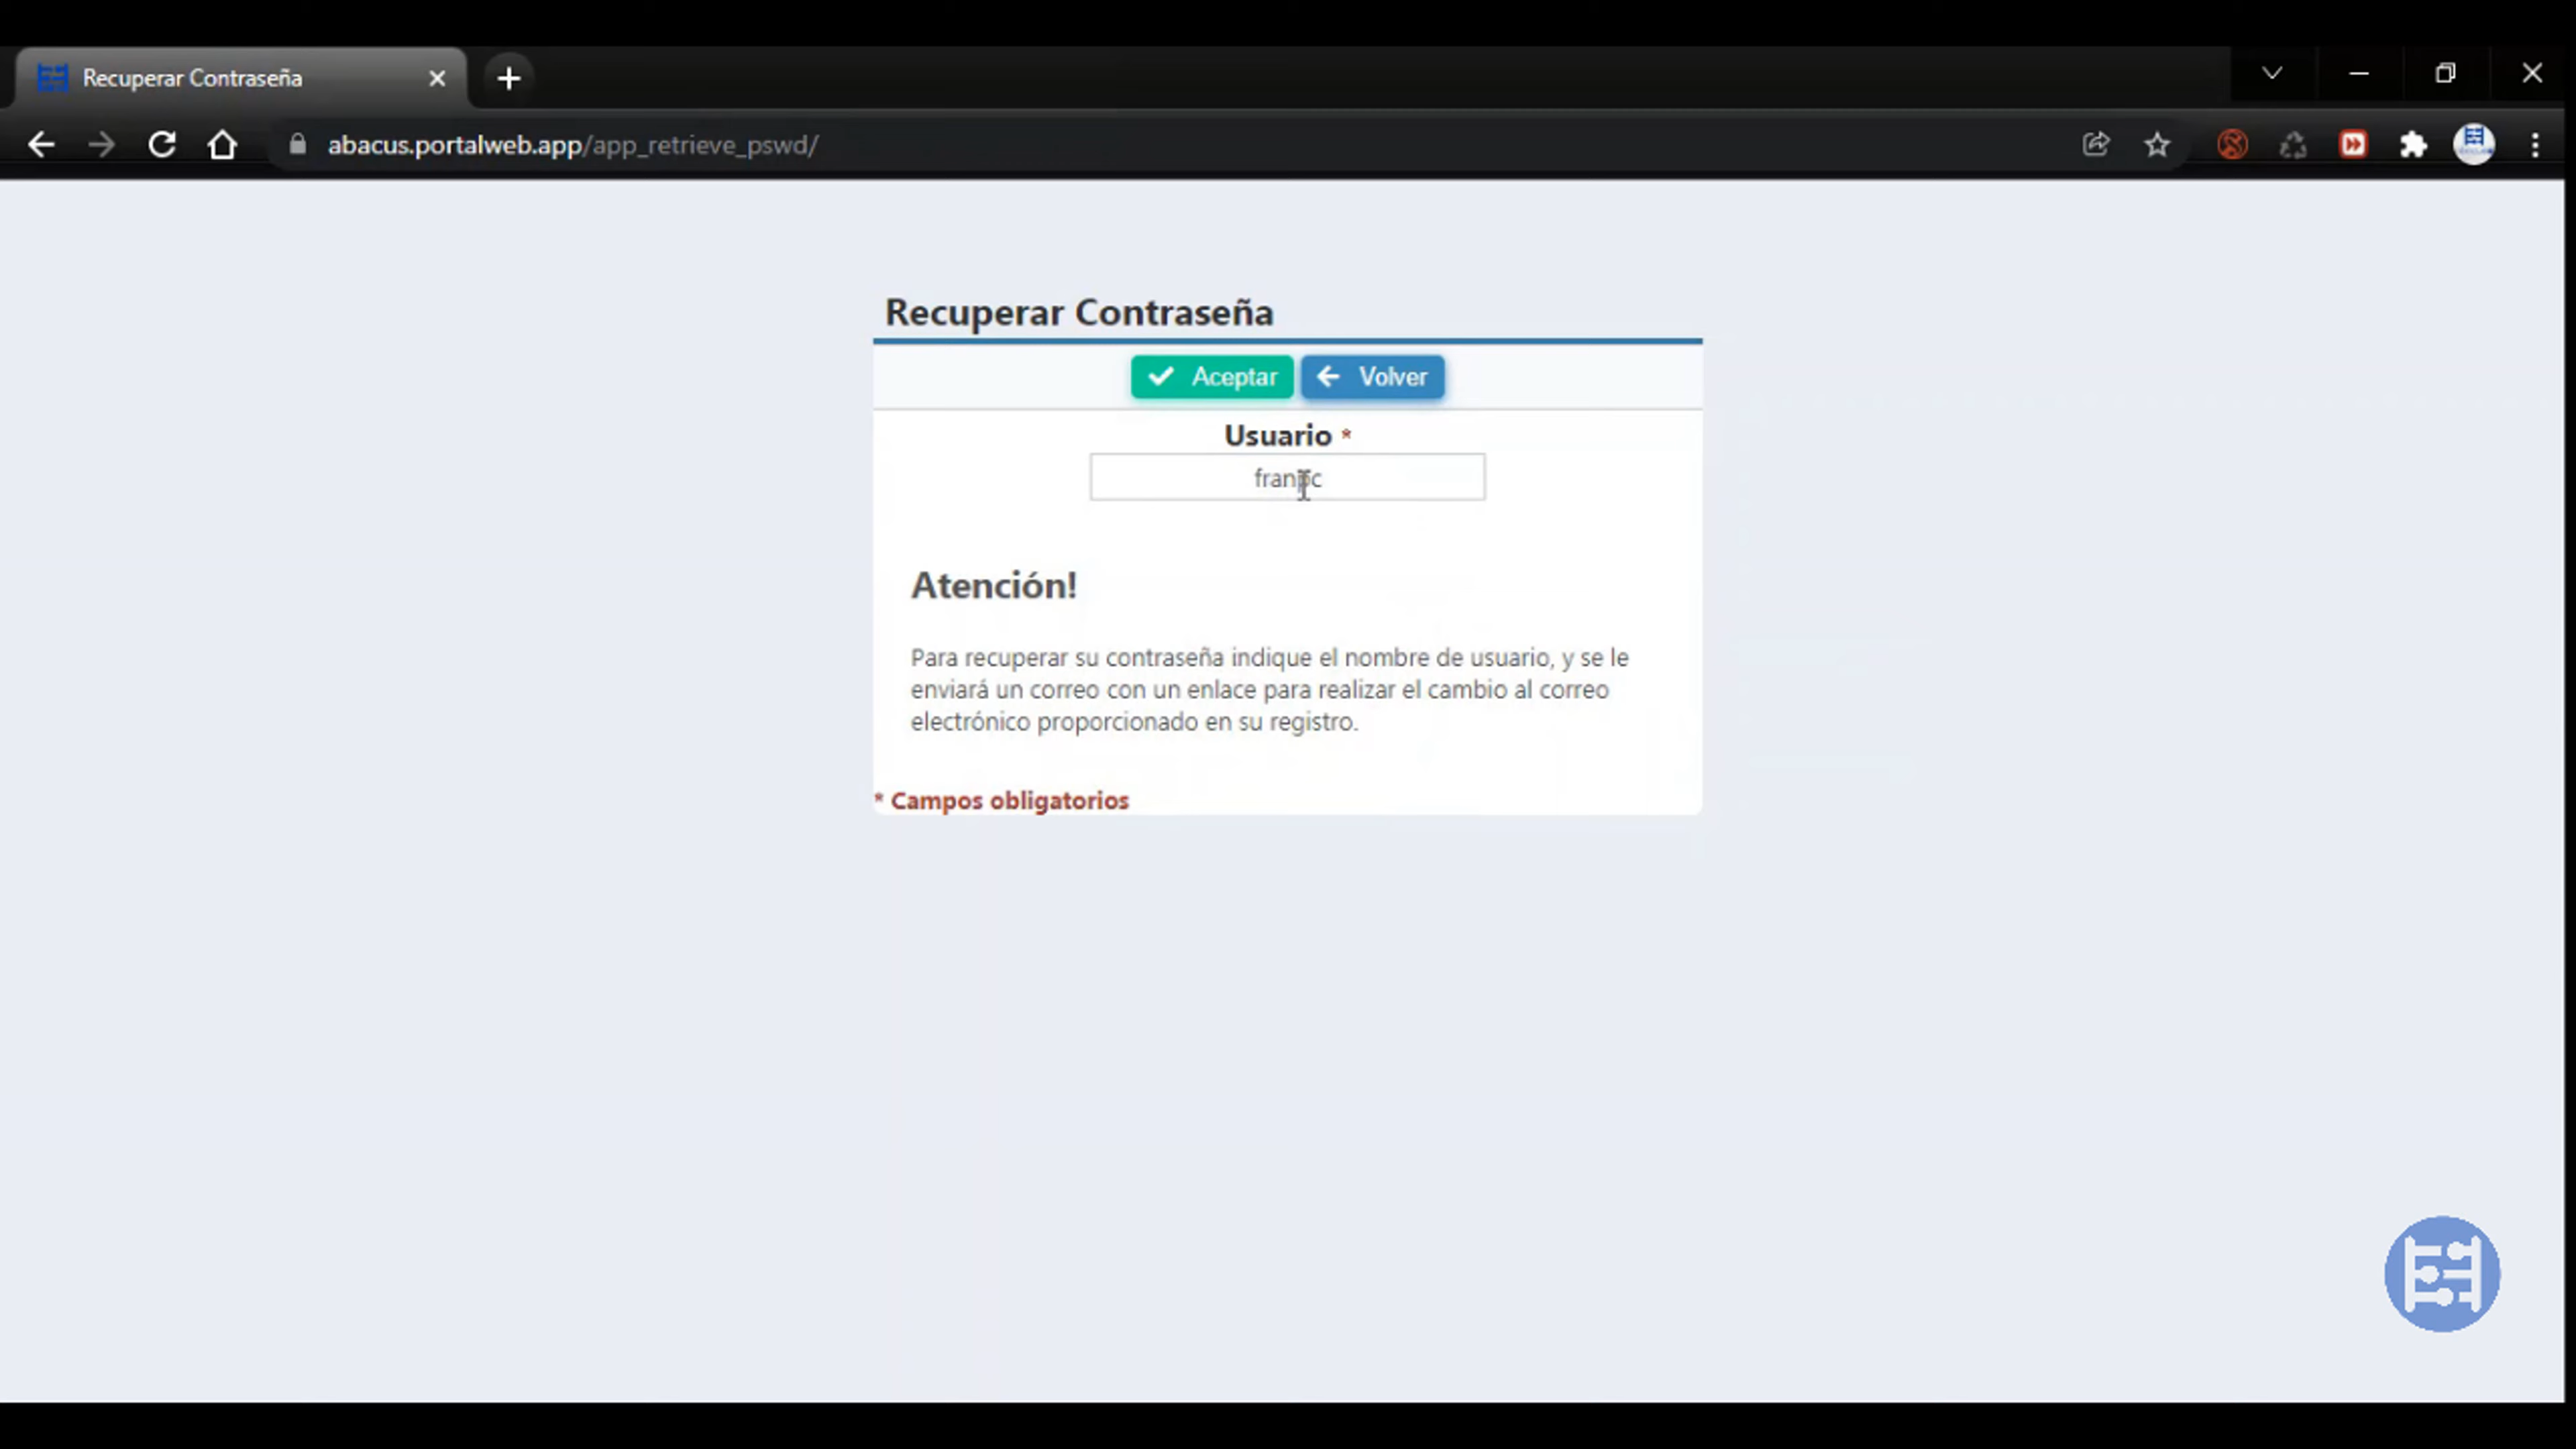 Recuperar Contraseña
abacus.portalweb.app/app_retrieve_pswd/
Recuperar Contraseña
Aceptar Volver
Usuario *
Atención!
Para recuperar su contraseña indique el nombre de usuario, y se le
enviará un correo con un enlace para realizar el cambio al correo
electrónico proporcionado en su registro.
* Campos obligatorios